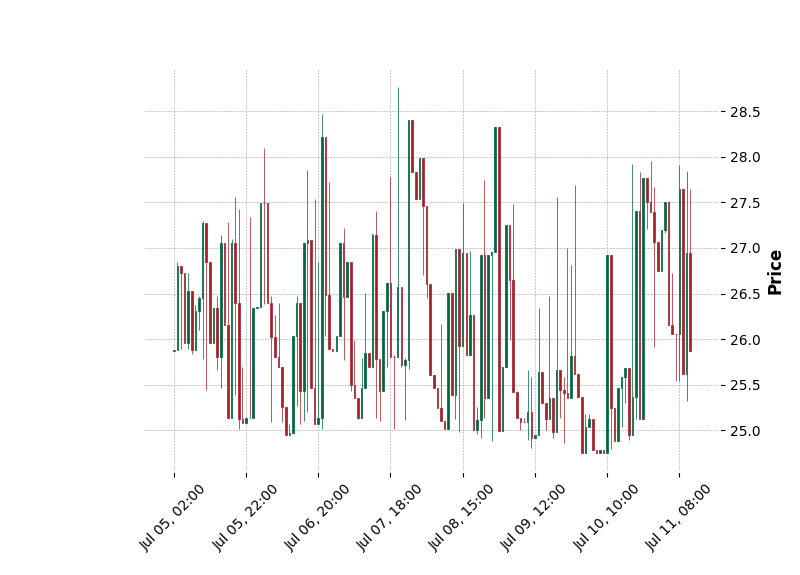 28.5
28.0
27.5
27.0
26.5
26.0
25.5
25.0
Price
Jul 05, 02:00
Jul 05, 22:00
Jul 06, 20:00
Jul 07, 18:00
Jul 08, 15:00
Jul 09, 12:00
Jul 10, 10:00
Jul 11, 08:00